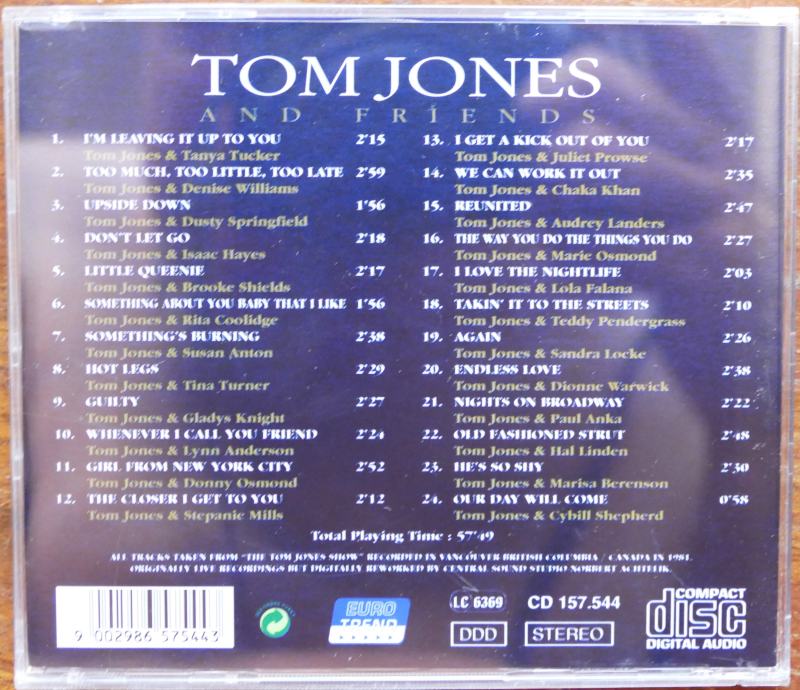 TOM JONES
AND FRIENDS
1. I'M LEAVING IT UP TO YOU 2'15
Tom Jones & Tanya Tucker
2. TOO MUCH, TOO LITTLE, TOO LATE 2'59
Tom Jones & Denise Williams
3. UPSIDE DOWN 1'56
Tom Jones & Dusty Springfield
4. DON'T LET GO 2'18
Tom Jones & Isaac Hayes
5. LITTLE QUEENIE 2'17
Tom Jones & Brooke Shields
6. SOMETHING ABOUT YOU BABY THAT I LIKE 1'56
Tom Jones & Rita Coolidge
7. SOMETHING'S BURNING 2'38
Tom Jones & Susan Anton
8. HOT LEGS 2'29
Tom Jones & Tina Turner
9. GUILTY 2'27
Tom Jones & Gladys Knight
10. WHENEVER I CALL YOU FRIEND 2'24
Tom Jones & Lynn Anderson
11. GIRL FROM NEW YORK CITY 2'52
Tom Jones & Donny Osmond
12. THE CLOSER I GET TO YOU 2'12
Tom Jones & Stepanie Mills
13. I GET A KICK OUT OF YOU 2'17
Tom Jones & Juliet Prowse
14. WE CAN WORK IT OUT 2'35
Tom Jones & Chaka Khan
15. REUNITED 2'47
Tom Jones & Audrey Landers
16. THE WAY YOU DO THE THINGS YOU DO 2'27
Tom Jones & Marie Osmond
17. I LOVE THE NIGHTLIFE 2'03
Tom Jones & Lola Falana
18. TAKIN' IT TO THE STREETS 2'10
Tom Jones & Teddy Pendergrass
19. AGAIN 2'26
Tom Jones & Sandra Locke
20. ENDLESS LOVE 2'38
Tom Jones & Dionne Warwick
21. NIGHTS ON BROADWAY 2'22
Tom Jones & Paul Anka
22. OLD FASHIONED STRUT 2'48
Tom Jones & Hal Linden
23. HE'S SO SHY 2'30
Tom Jones & Marisa Berenson
24. OUR DAY WILL COME 0'58
Tom Jones & Cybill Shepherd
Total Playing Time : 57'49
ALL TRACKS TAKEN FROM "THE TOM JONES SHOW" RECORDED IN VANCOUVER BRITISH COLUMBIA / CANADA IN 1981.
ORIGINALLY LIVE RECORDINGS BUT DIGITALLY REWORKED BY CENTRAL SOUND STUDIO NORBERT ACHTELIK.
9 002986 575443
EURO
TREND
LC 6369
DDD
CD 157.544
STEREO
COMPACT
disc
DIGITAL AUDIO